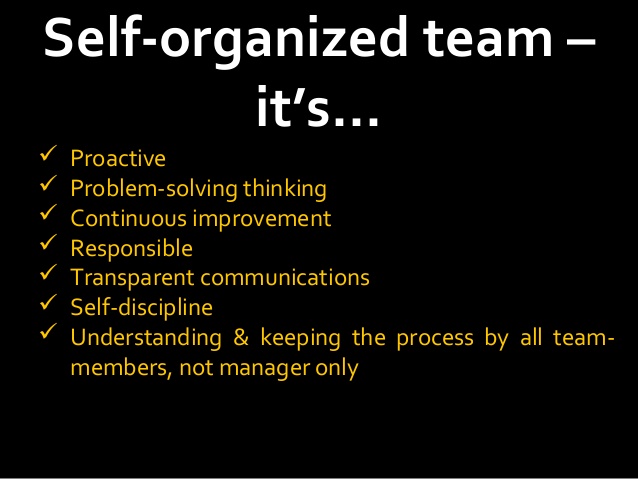 Self-organized team –
it’s…
✓ Proactive
✓ Problem-solving thinking
✓ Continuous improvement
✓ Responsible
✓ Transparent communications
✓ Self-discipline
✓ Understanding & keeping the process by all team-
members, not manager only